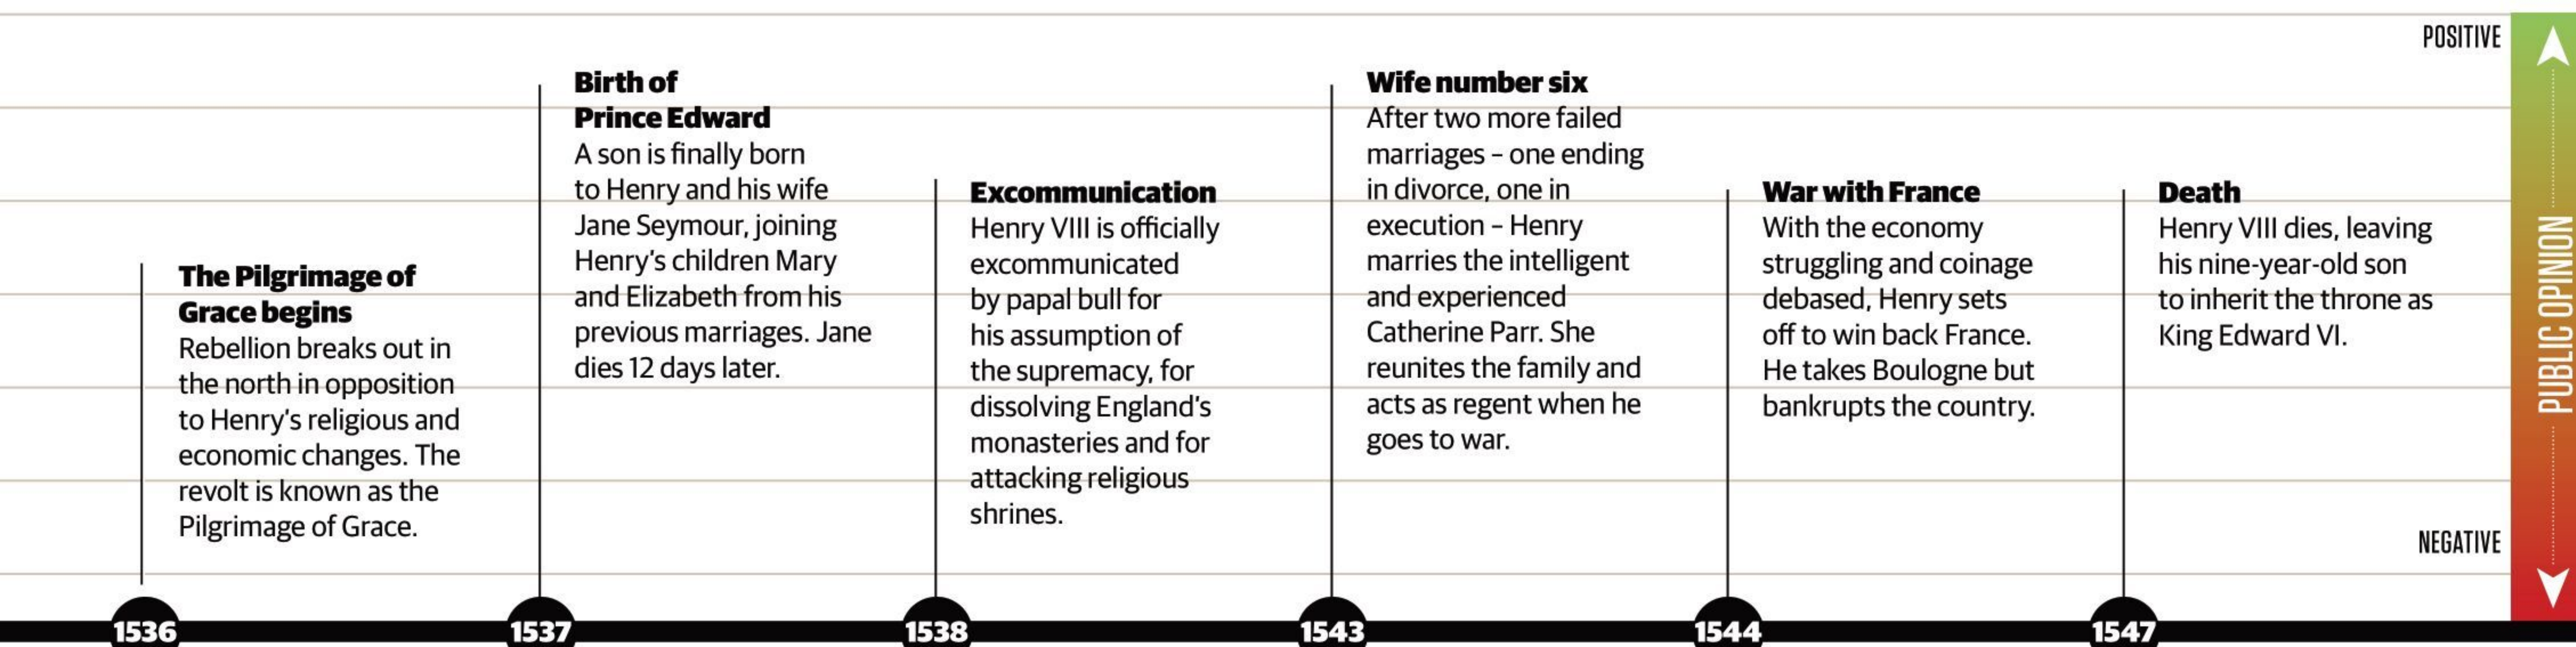 POSITIVE
The Pilgrimage of
Grace begins
Rebellion breaks out in
the north in opposition
to Henry's religious and
economic changes. The
revolt is known as the
Pilgrimage of Grace.
Birth of
Prince Edward
A son is finally born
to Henry and his wife
Jane Seymour, joining
Henry's children Mary
and Elizabeth from his
previous marriages. Jane
dies 12 days later.
Excommunication
Henry VIII is officially
excommunicated
by papal bull for
his assumption of
the supremacy, for
dissolving England's
monasteries and for
attacking religious
shrines.
Wife number six
After two more failed
marriages – one ending
in divorce, one in
execution – Henry
marries the intelligent
and experienced
Catherine Parr. She
reunites the family and
acts as regent when he
goes to war.
War with France
With the economy
struggling and coinage
debased, Henry sets
off to win back France.
He takes Boulogne but
bankrupts the country.
Death
Henry VIII dies, leaving
his nine-year-old son
to inherit the throne as
King Edward VI.
PUBLIC OPINION
NEGATIVE
1536
1537
1538
1543
1544
1547